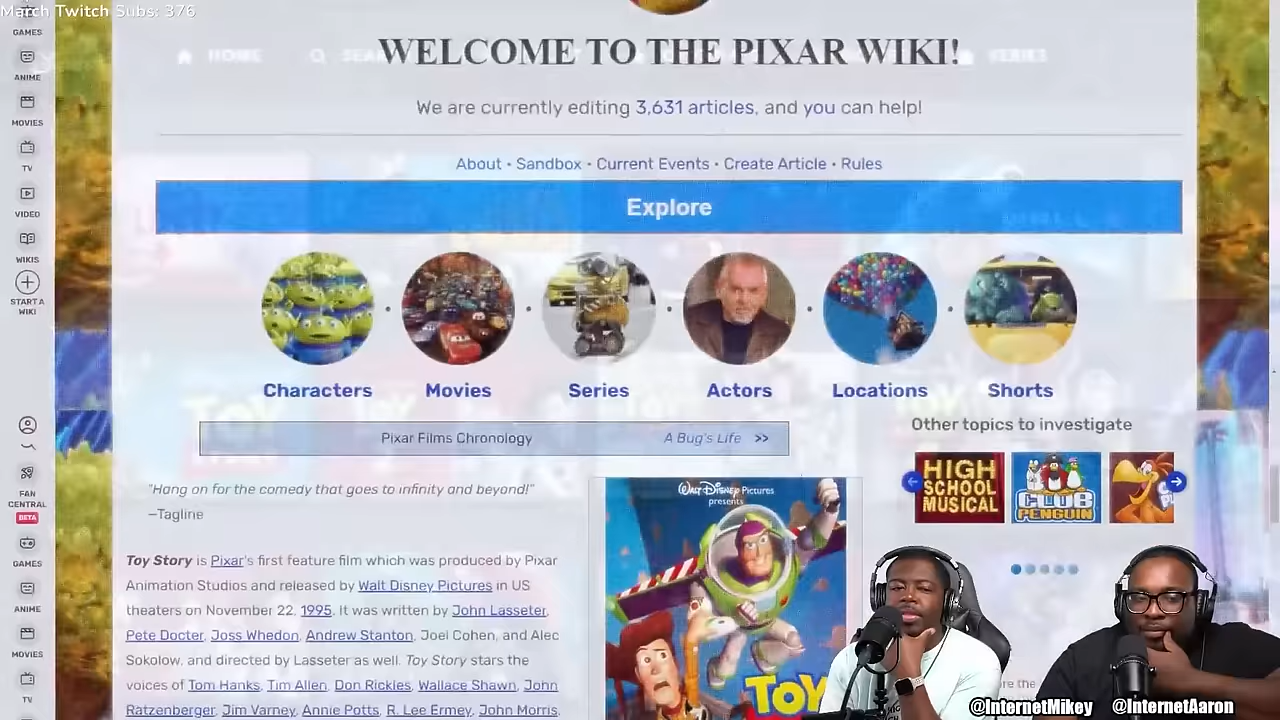 March Twitch Subs: 376
GAMES
ANIME
MOVIES
TV
VIDEO
WIKIS
START A
WIKI
FAN
CENTRAL
BETA
GAMES
ANIME
MOVIES
TV
HOME
SERIES
WELCOME TO THE PIXAR WIKI!
We are currently editing 3,631 articles, and you can help!
About • Sandbox • Current Events • Create Article • Rules
Explore
Characters
Movies
Series
Actors
Locations
Shorts
Pixar Films Chronology
A Bug's Life >>
Other topics to investigate
HIGH
SCHOOL
MUSICAL
CLUB
PENGUIN
"Hang on for the comedy that goes to infinity and beyond!"
—Tagline
Toy Story is Pixar's first feature film which was produced by Pixar
Animation Studios and released by Walt Disney Pictures in US
theaters on November 22, 1995. It was written by John Lasseter,
Pete Docter, Joss Whedon, Andrew Stanton, Joel Cohen, and Alec
Sokolow, and directed by Lasseter as well. Toy Story stars the
voices of Tom Hanks, Tim Allen, Don Rickles, Wallace Shawn, John
Ratzenberger, Jim Varney, Annie Potts, R. Lee Ermey, John Morris,
WALT DISNEY PICTURES
presents
TOY
@InternetMikey
@InternetAaron